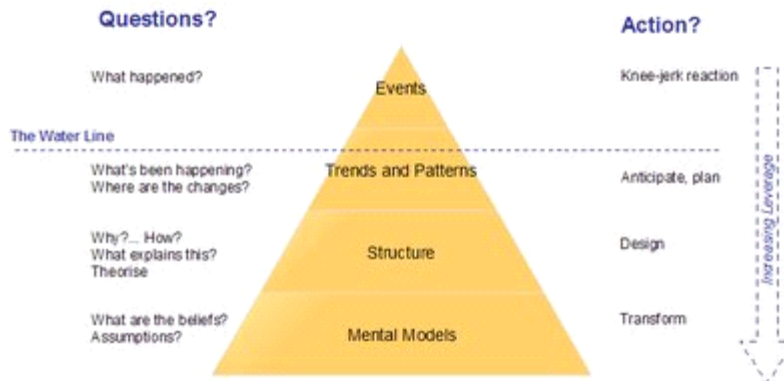 Questions?
Action?
What happened?
Events
Knee-jerk reaction
The Water Line
What's been happening?
Where are the changes?
Trends and Patterns
Anticipate, plan
Why?... How?
What explains this?
Theorise
Structure
Design
What are the beliefs?
Assumptions?
Mental Models
Transform
Increasing Leverage